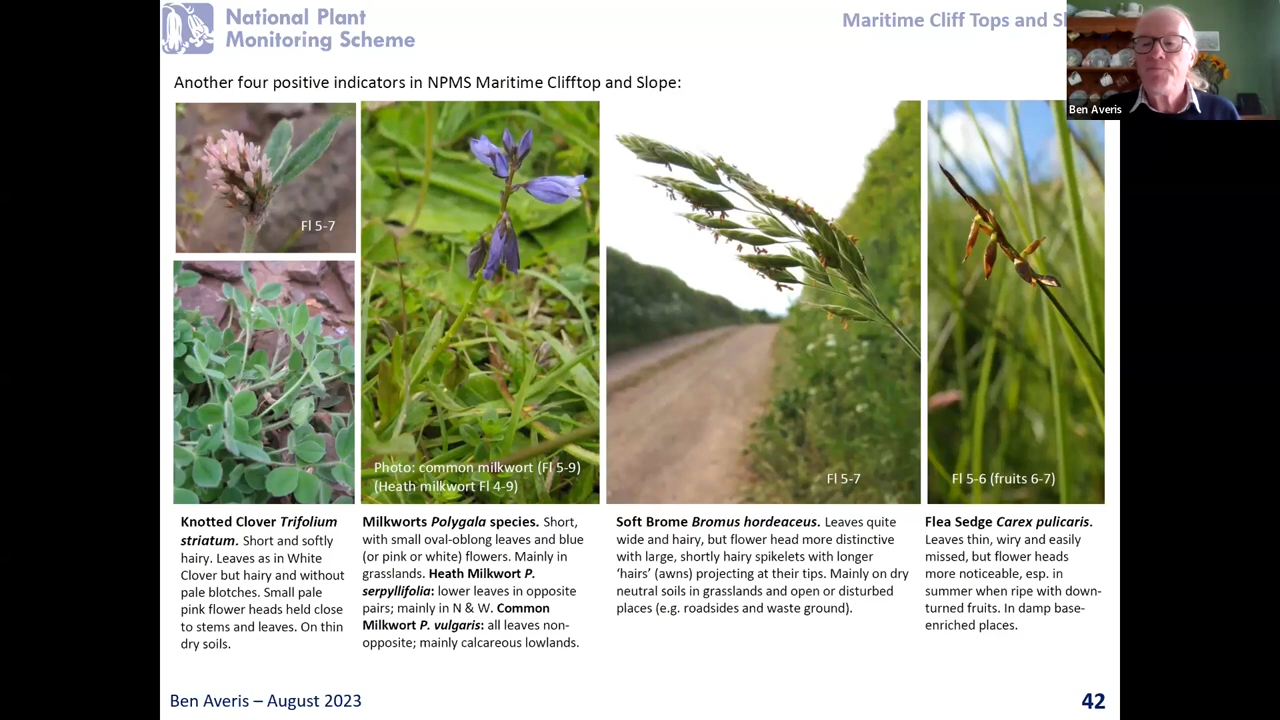 National Plant
Monitoring Scheme
Maritime Cliff Tops and
Ben Averis
Another four positive indicators in NPMS Maritime Clifftop and Slope:
Fl 5-7
Photo: common milkwort (Fl 5-9)
(Heath milkwort Fl 4-9)
Fl 5-7
Fl 5-6 (fruits 6-7)
Knotted Clover Trifolium
striatum. Short and softly
hairy. Leaves as in White
Clover but hairy and without
pale blotches. Small pale
pink flower heads held close
to stems and leaves. On thin
dry soils.
Milkworts Polygala species. Short,
with small oval-oblong leaves and blue
(or pink or white) flowers. Mainly in
grasslands. Heath Milkwort P.
serpyllifolia: lower leaves in opposite
pairs; mainly in N & W. Common
Milkwort P. vulgaris: all leaves non-
opposite; mainly calcareous lowlands.
Soft Brome Bromus hordeaceus. Leaves quite
wide and hairy, but flower head more distinctive
with large, shortly hairy spikelets with longer
‘hairs’ (awns) projecting at their tips. Mainly on dry
neutral soils in grasslands and open or disturbed
places (e.g. roadsides and waste ground).
Flea Sedge Carex pulicaris.
Leaves thin, wiry and easily
missed, but flower heads
more noticeable, esp. in
summer when ripe with down-
turned fruits. In damp base-
enriched places.
Ben Averis – August 2023
42